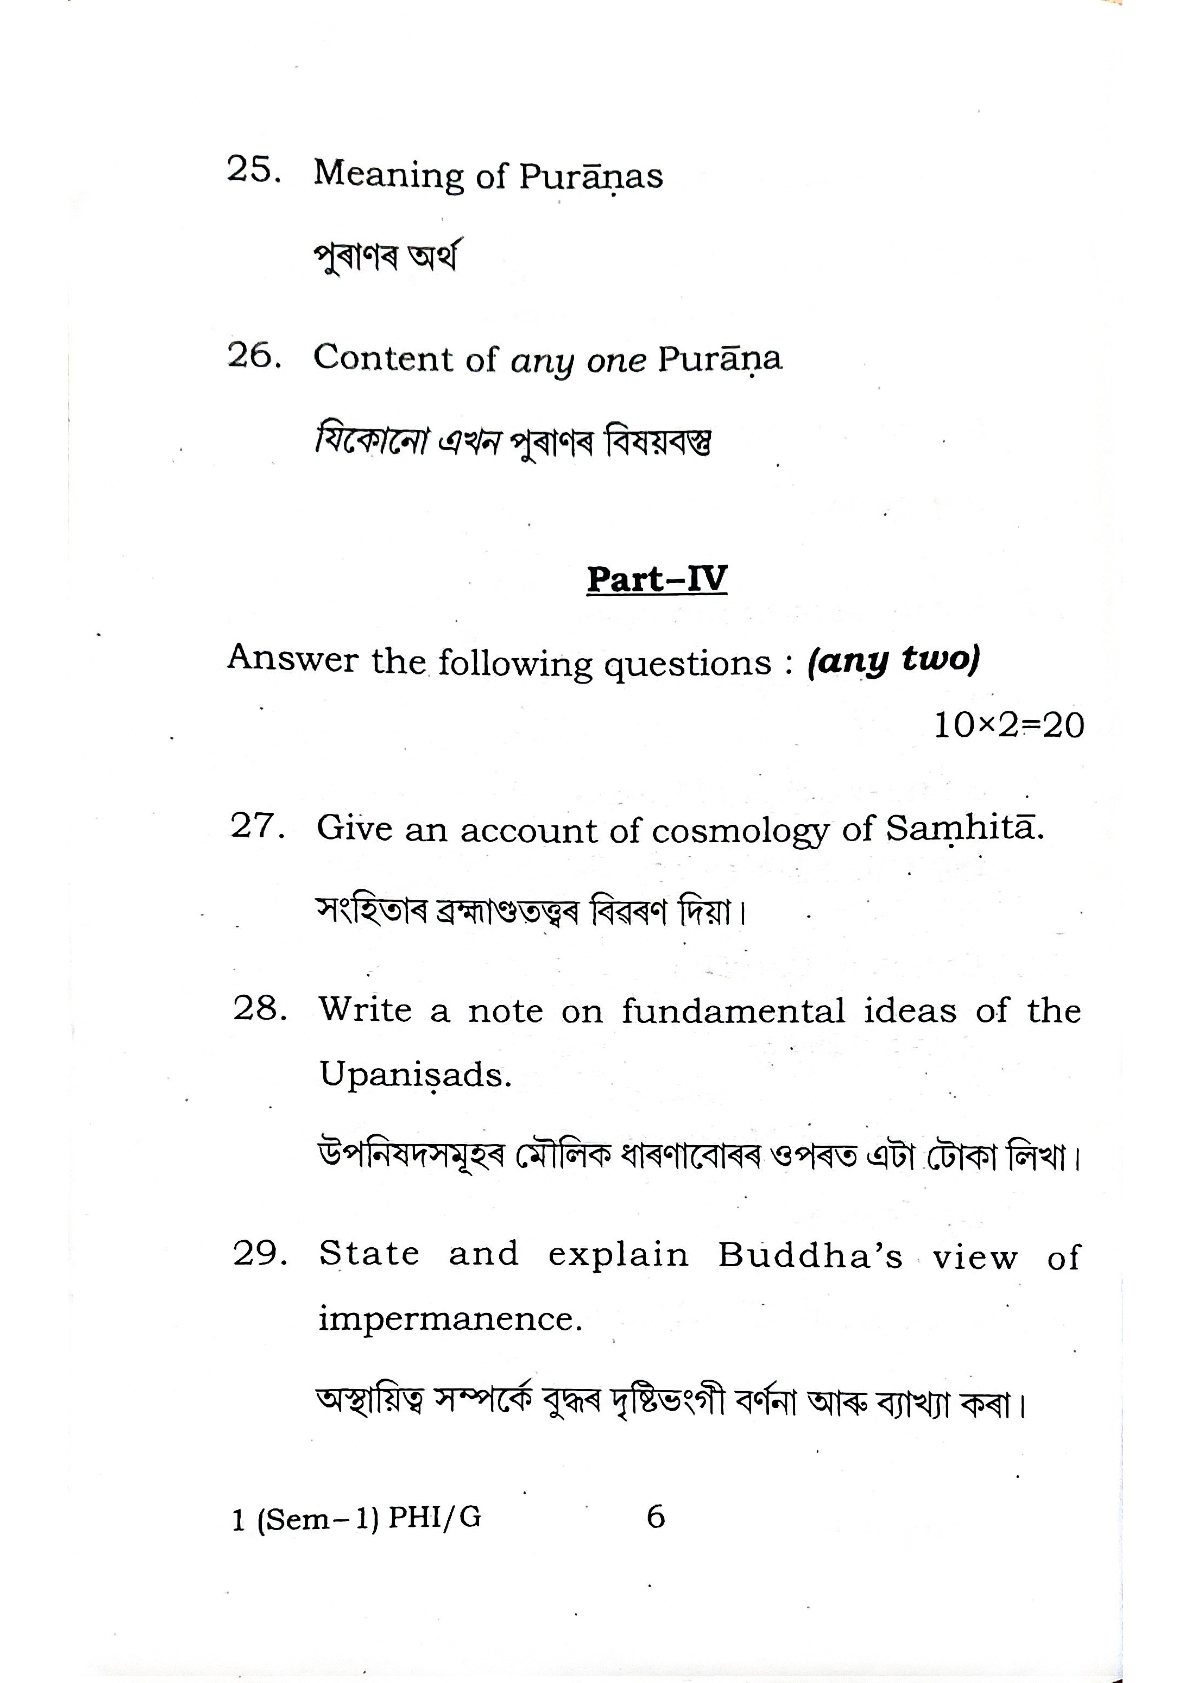 25. Meaning of Purāṇas
পুৰাণৰ অৰ্থ
26. Content of any one Purāṇa
যিকোনো এখন পুৰাণৰ বিষয়বস্তু
Part–IV
Answer the following questions : (any two)
10×2=20
27. Give an account of cosmology of Saṃhitā.
সংহিতাৰ ব্ৰহ্মাণ্ডতত্ত্বৰ বিৱৰণ দিয়া।
28. Write a note on fundamental ideas of the
Upaniṣads.
উপনিষদসমূহৰ মৌলিক ধাৰণাবোৰৰ ওপৰত এটা টোকা লিখা।
29. State and explain Buddha's view of
impermanence.
অস্থায়িত্ব সম্পৰ্কে বুদ্ধৰ দৃষ্টিভংগী বৰ্ণনা আৰু ব্যাখ্যা কৰা।
1 (Sem–1) PHI/G 6